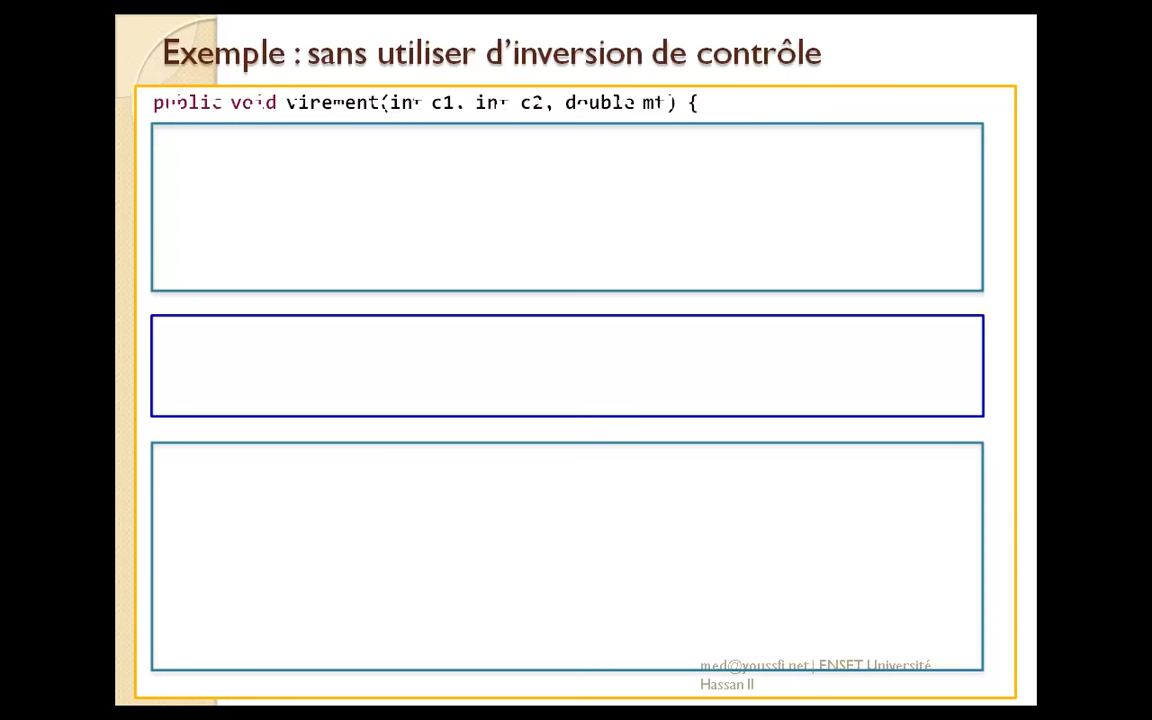 Exemple : sans utiliser d’inversion de contrôle
public void virement(int c1, int c2, double mt) {
med@youssfi.net | ENSET Université
Hassan II